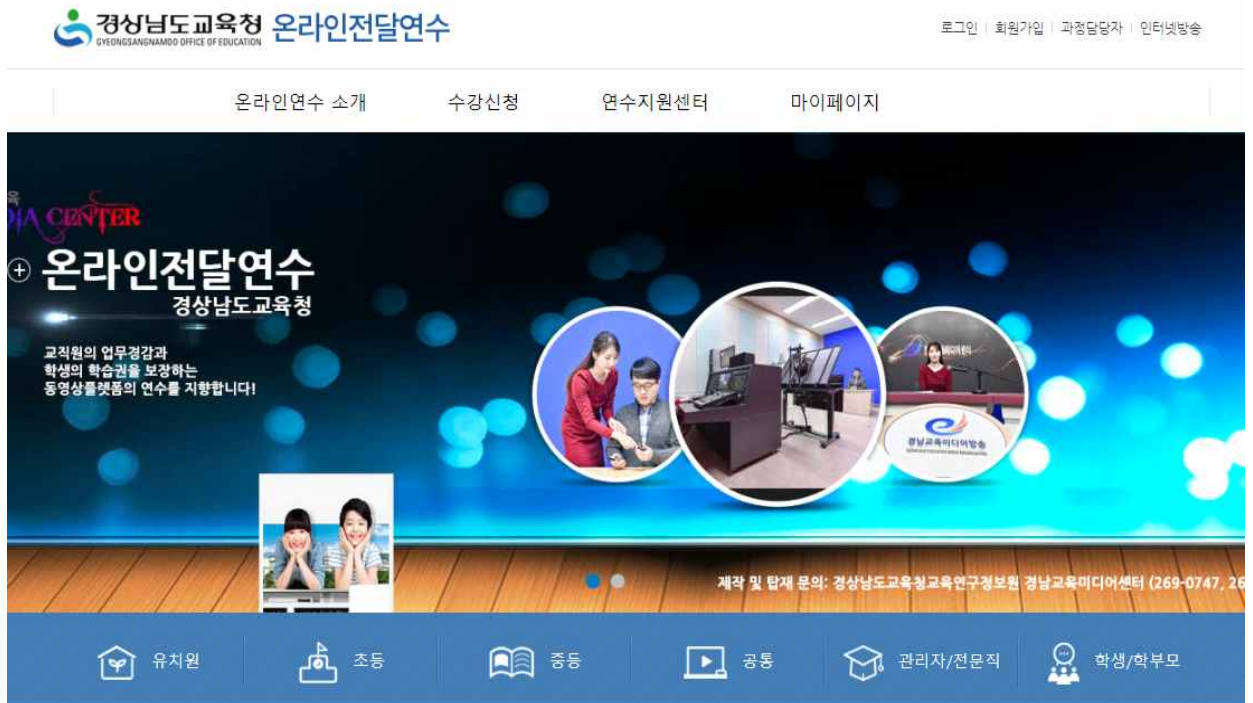 경상남도교육청 온라인전달연수
GYEONGSANGNAMDO OFFICE OF EDUCATION
로그인 회원가입 과정담당자 인터넷방송
온라인연수 소개 수강신청 연수지원센터 마이페이지
육
DIA CENTER
온라인전달연수
경상남도교육청
교직원의 업무경감과
학생의 학습권을 보장하는
동영상플랫폼의 연수를 지향합니다!
경남교육미디어방송
제작 및 탑재 문의: 경상남도교육청교육연구정보원 경남교육미디어센터 (269-0747, 26
유치원 초등 중등 공통 관리자/전문직 학생/학부모